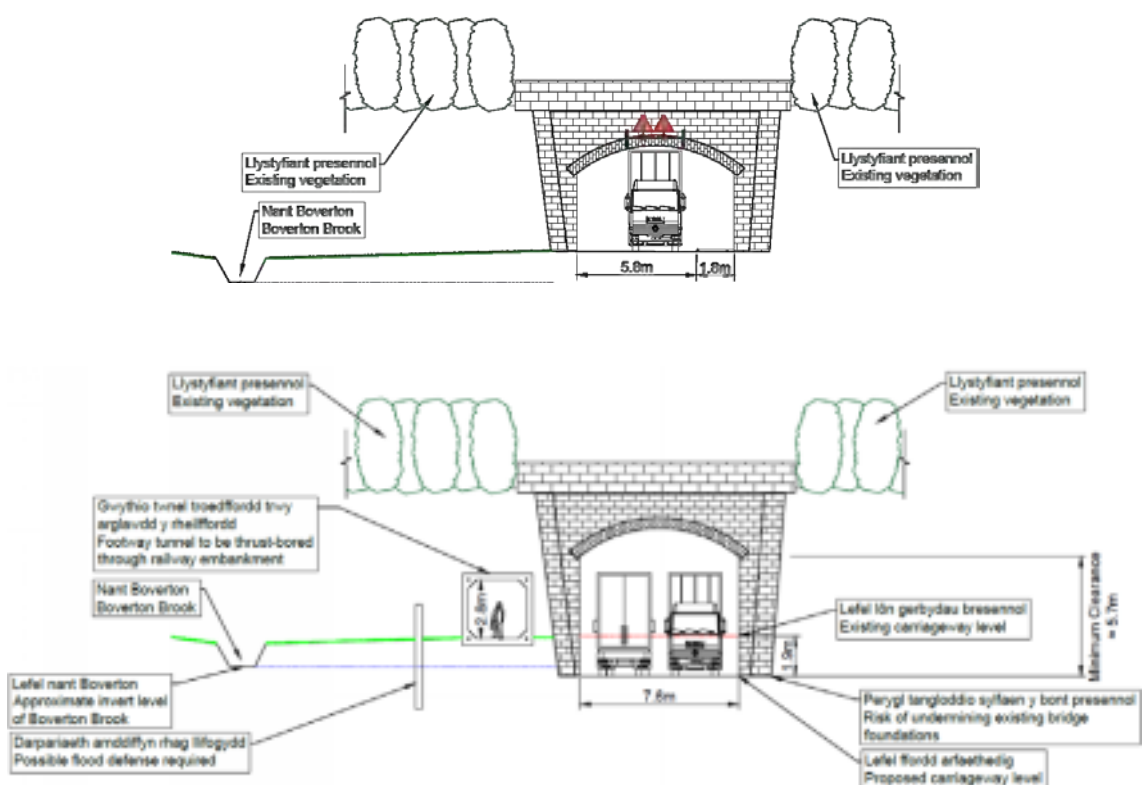 Llystyfiant presennol
Existing vegetation
Llystyfiant presennol
Existing vegetation
Nant Boverton
Boverton Brook
5.8m
1.8m
Llystyfiant presennol
Existing vegetation
Llystyfiant presennol
Existing vegetation
Gwythio twnel troedffordd trwy
arglawdd y rheilffordd
Footway tunnel to be thrust-bored
through railway embankment
2.8m
Nant Boverton
Boverton Brook
Lefel lôn gerbydau bresennol
Existing carriageway level
Minimum Clearance
= 5.7m
1.9m
Lefel nant Boverton
Approximate invert level
of Boverton Brook
7.6m
Perygl tangloddio sylfaen y bont presennol
Risk of undermining existing bridge
foundations
Darpariaeth amddiffyn rhag llifogydd
Possible flood defense required
Lefel ffordd arfaethedig
Proposed carriageway level